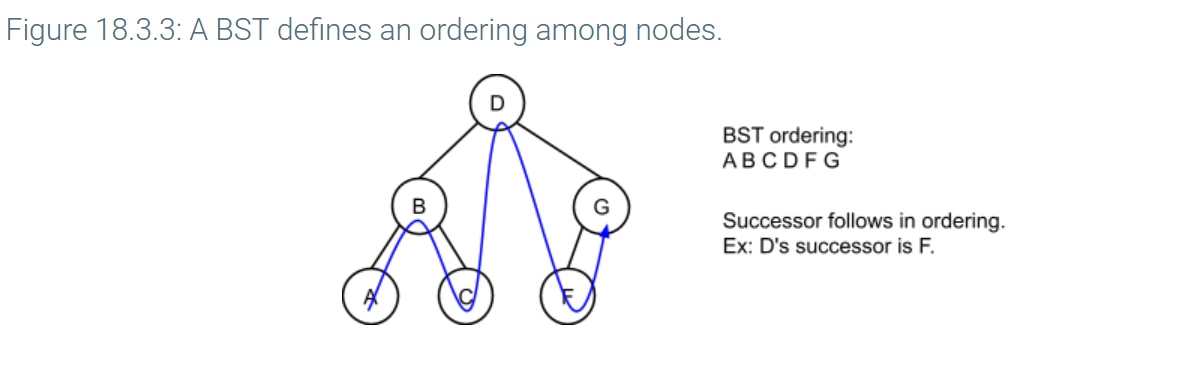 Figure 18.3.3: A BST defines an ordering among nodes.
D
B
G
A
C
F
BST ordering:
A B C D F G
Successor follows in ordering.
Ex: D's successor is F.